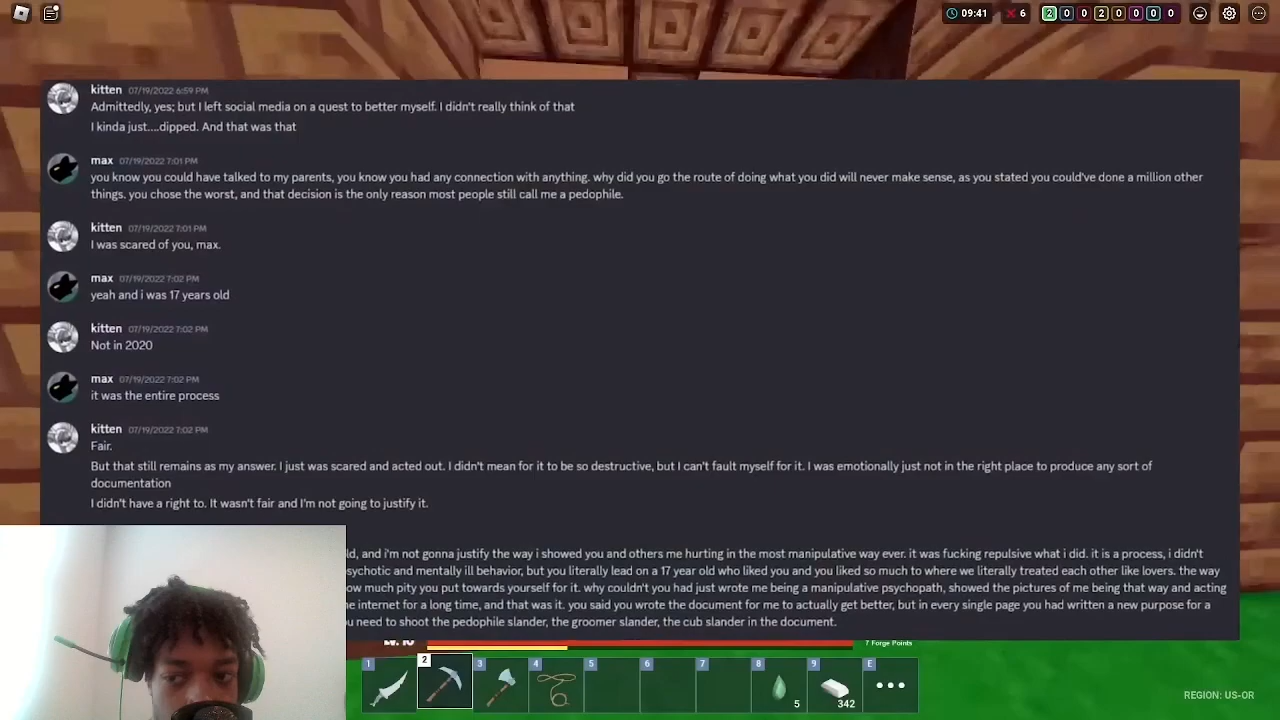 09:41 6 2 0 0 2 0 0 0 0
kitten 07/19/2022 6:59 PM
Admittedly, yes; but I left social media on a quest to better myself. I didn't really think of that
I kinda just....dipped. And that was that
max 07/19/2022 7:01 PM
you know you could have talked to my parents, you know you had any connection with anything. why did you go the route of doing what you did will never make sense, as you stated you could've done a million other
things. you chose the worst, and that decision is the only reason most people still call me a pedophile.
kitten 07/19/2022 7:01 PM
I was scared of you, max.
max 07/19/2022 7:02 PM
yeah and i was 17 years old
kitten 07/19/2022 7:02 PM
Not in 2020
max 07/19/2022 7:02 PM
it was the entire process
kitten 07/19/2022 7:02 PM
Fair.
But that still remains as my answer. I just was scared and acted out. I didn't mean for it to be so destructive, but I can't fault myself for it. I was emotionally just not in the right place to produce any sort of
documentation
I didn't have a right to. It wasn't fair and I'm not going to justify it.
ld, and i'm not gonna justify the way i showed you and others me hurting in the most manipulative way ever. it was fucking repulsive what i did. it is a process, i didn't
psychotic and mentally ill behavior, but you literally lead on a 17 year old who liked you and you liked so much to where we literally treated each other like lovers. the way
ow much pity you put towards yourself for it. why couldn't you had just wrote me being a manipulative psychopath, showed the pictures of me being that way and acting
e internet for a long time, and that was it. you said you wrote the document for me to actually get better, but in every single page you had written a new purpose for a
u need to shoot the pedophile slander, the groomer slander, the cub slander in the document.
7 Forge Points
1 2 3 4 5 6 7 8 9 E
5 342
REGION: US-OR